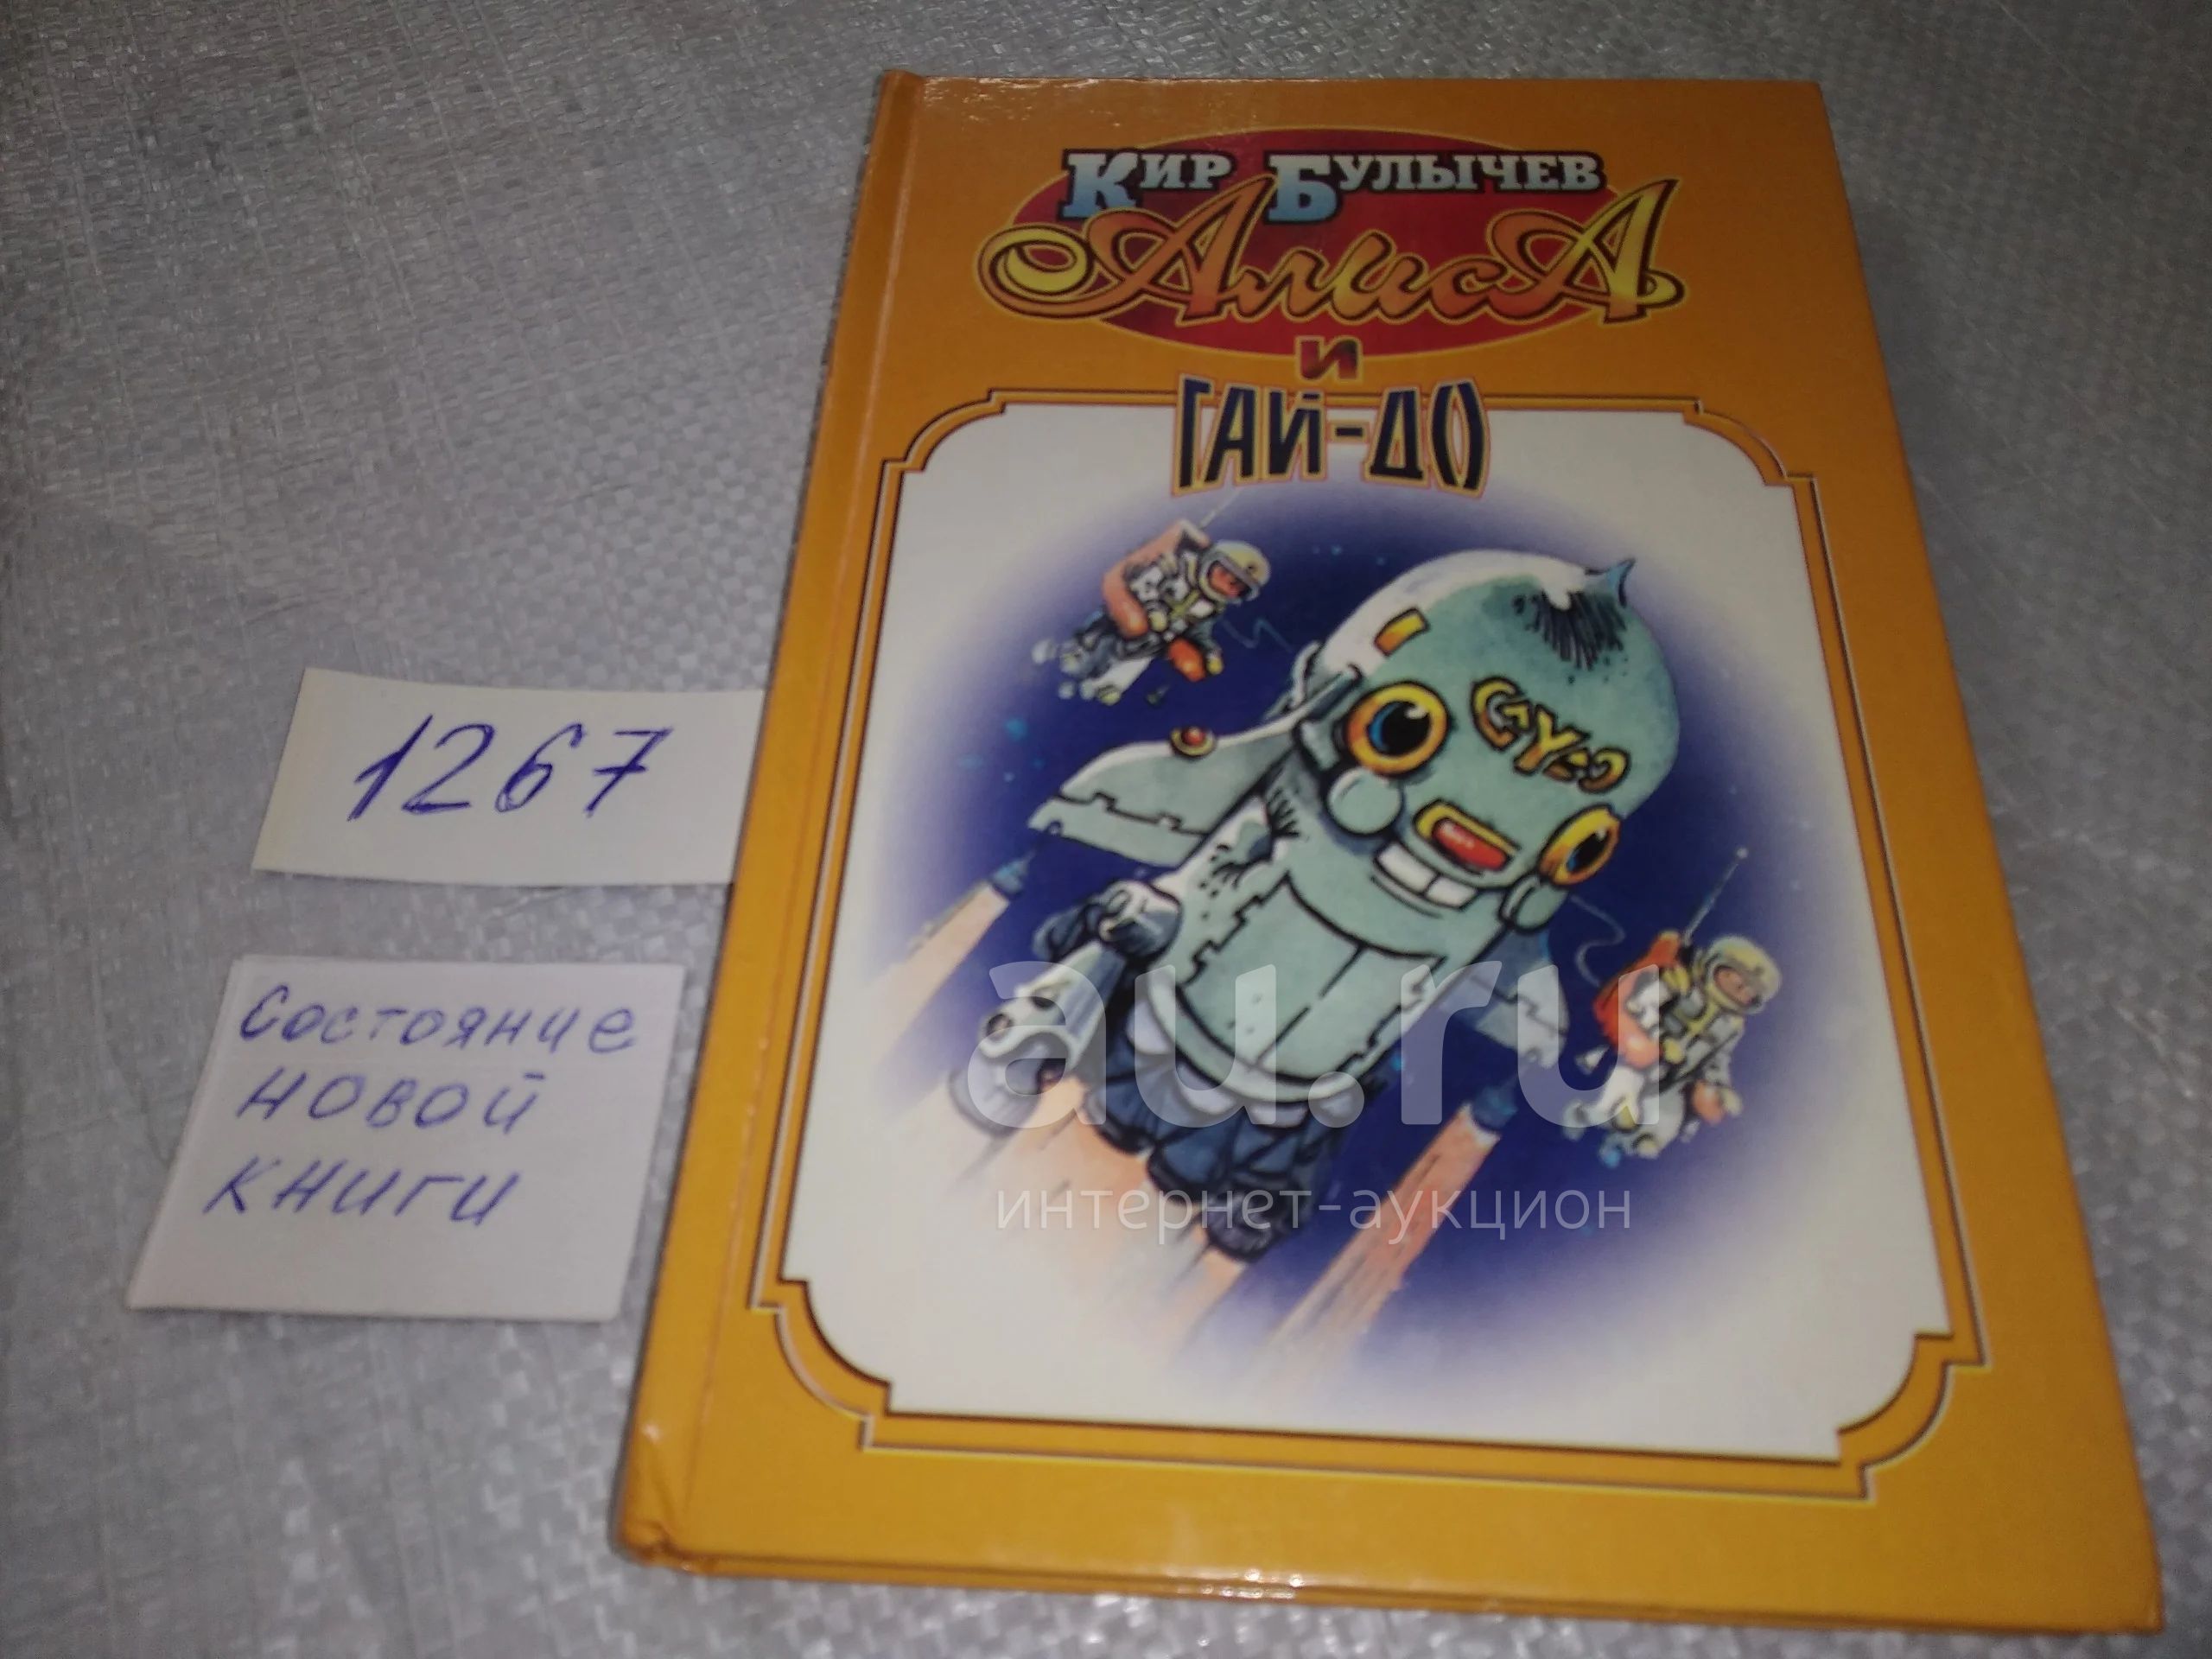 Кир Булычев
Алиса
и
ГАЙ-ДО
1267
Состояние
новой
книги
au.ru
интернет-аукцион